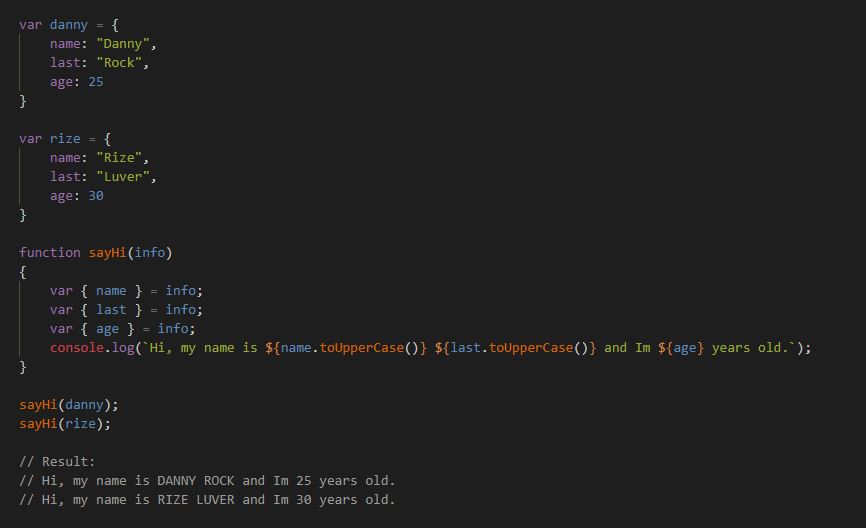 var danny = {
    name: "Danny",
    last: "Rock",
    age: 25
}

var rize = {
    name: "Rize",
    last: "Luver",
    age: 30
}

function sayHi(info)
{
    var { name } = info;
    var { last } = info;
    var { age } = info;
    console.log(`Hi, my name is ${name.toUpperCase()} ${last.toUpperCase()} and Im ${age} years old.`);
}

sayHi(danny);
sayHi(rize);

// Result:
// Hi, my name is DANNY ROCK and Im 25 years old.
// Hi, my name is RIZE LUVER and Im 30 years old.